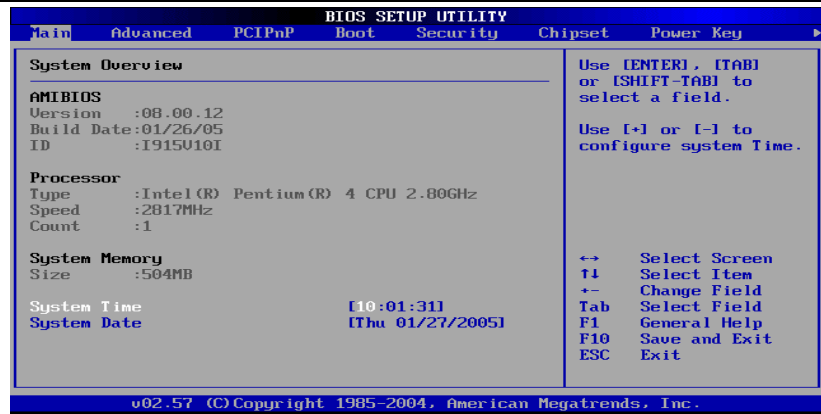 BIOS SETUP UTILITY
Main Advanced PCIPnP Boot Security Chipset Power Key
System Overview
AMIBIOS
Version :08.00.12
Build Date:01/26/05
ID :I915V10I
Processor
Type :Intel(R) Pentium(R) 4 CPU 2.80GHz
Speed :2817MHz
Count :1
System Memory
Size :504MB
System Time [10:01:31]
System Date [Thu 01/27/2005]
Use [ENTER], [TAB]
or [SHIFT-TAB] to
select a field.
Use [+] or [-] to
configure system Time.
↔ Select Screen
↑↓ Select Item
+- Change Field
Tab Select Field
F1 General Help
F10 Save and Exit
ESC Exit
v02.57 (C)Copyright 1985-2004, American Megatrends, Inc.